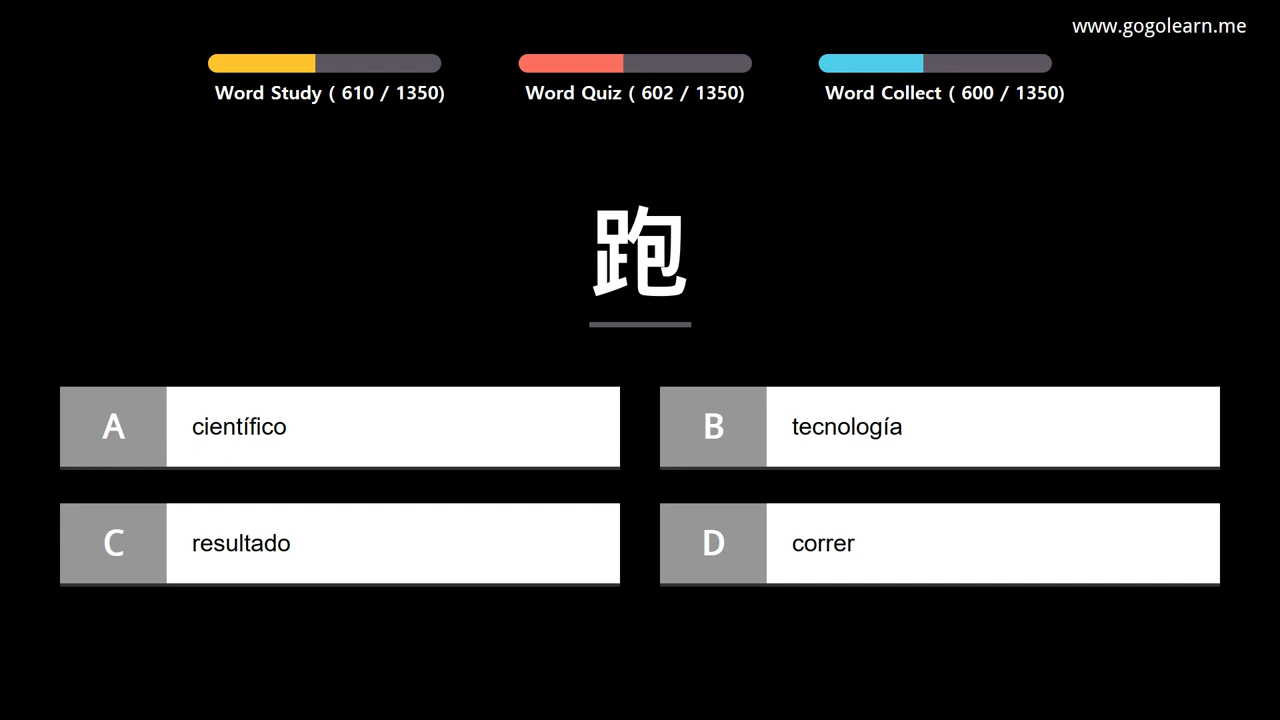 www.gogolearn.me
Word Study ( 610 / 1350)
Word Quiz ( 602 / 1350)
Word Collect ( 600 / 1350)
跑
A científico
B tecnología
C resultado
D correr